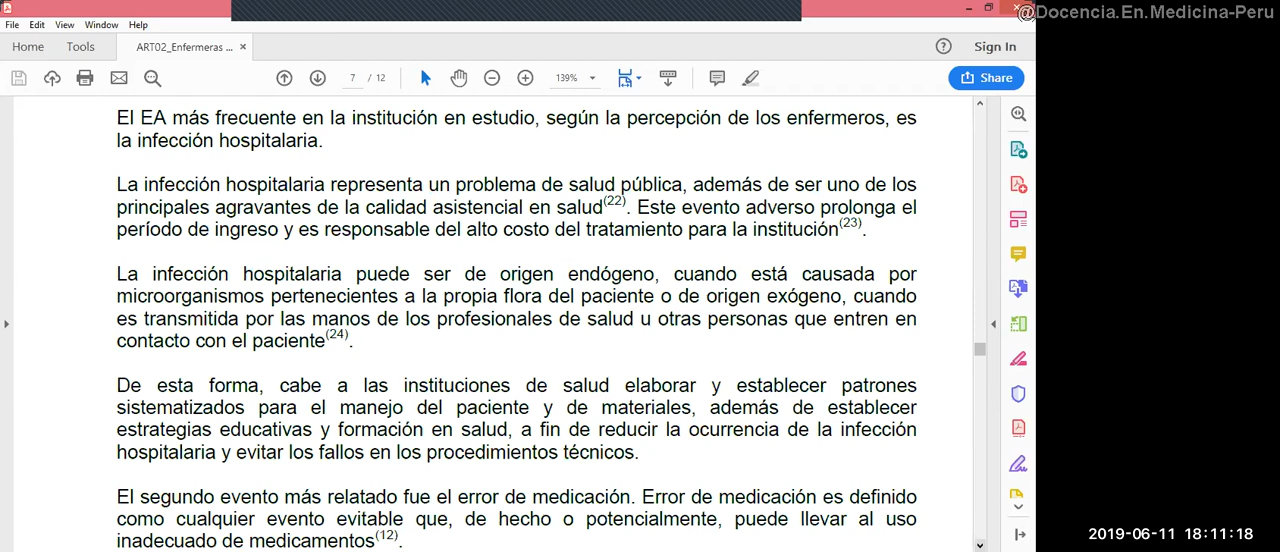 @Docencia.En.Medicina-Peru
File Edit View Window Help
Home Tools ART02_Enfermeras ... × Sign In
7 / 12 139% Share
El EA más frecuente en la institución en estudio, según la percepción de los enfermeros, es
la infección hospitalaria.
La infección hospitalaria representa un problema de salud pública, además de ser uno de los
principales agravantes de la calidad asistencial en salud(22). Este evento adverso prolonga el
período de ingreso y es responsable del alto costo del tratamiento para la institución(23).
La infección hospitalaria puede ser de origen endógeno, cuando está causada por
microorganismos pertenecientes a la propia flora del paciente o de origen exógeno, cuando
es transmitida por las manos de los profesionales de salud u otras personas que entren en
contacto con el paciente(24).
De esta forma, cabe a las instituciones de salud elaborar y establecer patrones
sistematizados para el manejo del paciente y de materiales, además de establecer
estrategias educativas y formación en salud, a fin de reducir la ocurrencia de la infección
hospitalaria y evitar los fallos en los procedimientos técnicos.
El segundo evento más relatado fue el error de medicación. Error de medicación es definido
como cualquier evento evitable que, de hecho o potencialmente, puede llevar al uso
inadecuado de medicamentos(12).
2019-06-11 18:11:18